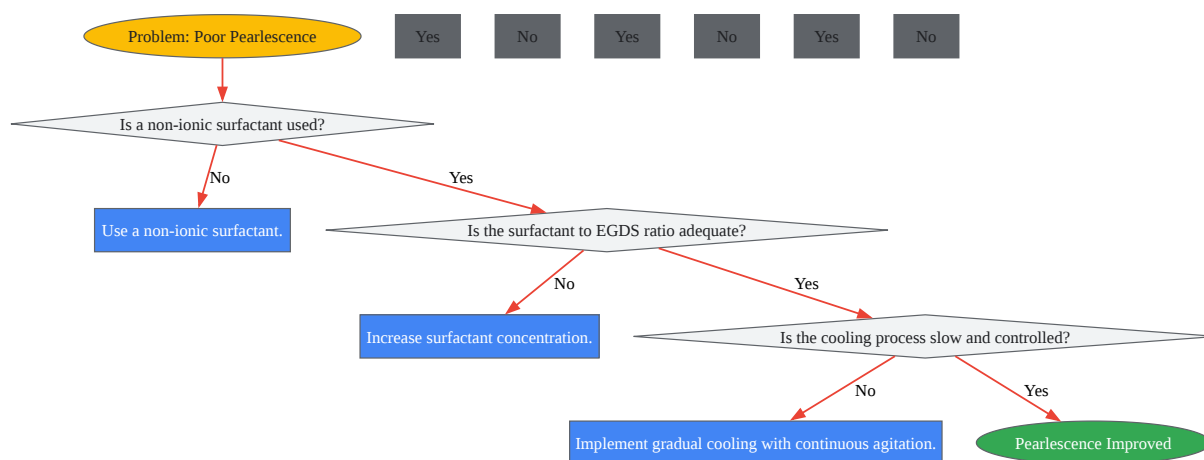 Problem: Poor Pearlescence
Yes
No
Yes
No
Yes
No
Is a non-ionic surfactant used?
No
Yes
Use a non-ionic surfactant.
Is the surfactant to EGDS ratio adequate?
No
Yes
Increase surfactant concentration.
Is the cooling process slow and controlled?
No
Yes
Implement gradual cooling with continuous agitation.
Pearlescence Improved